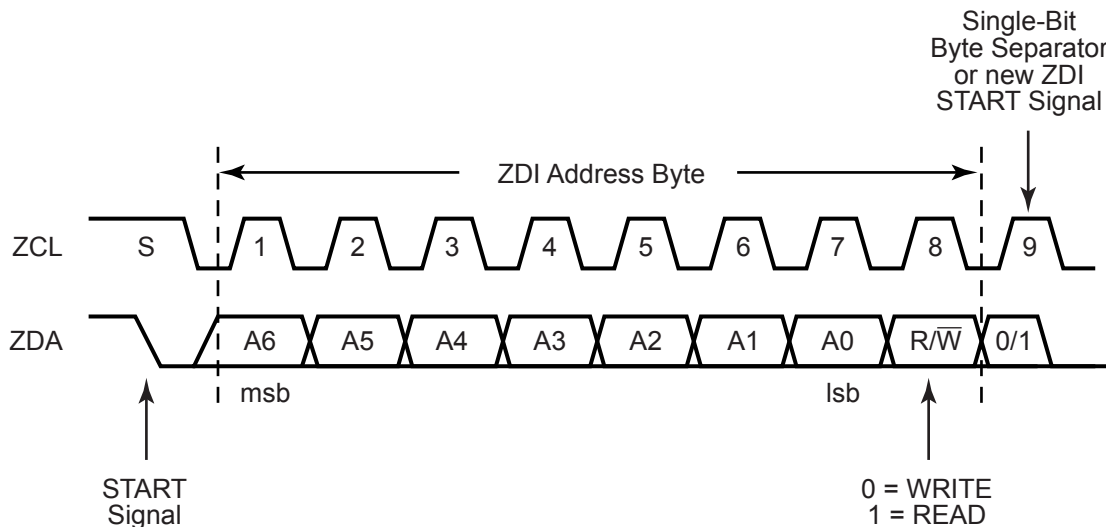 Single-Bit
Byte Separator
or new ZDI
START Signal
ZDI Address Byte
ZCL S 1 2 3 4 5 6 7 8 9
ZDA A6 A5 A4 A3 A2 A1 A0 R/W̅ 0/1
msb lsb
START
Signal
0 = WRITE
1 = READ